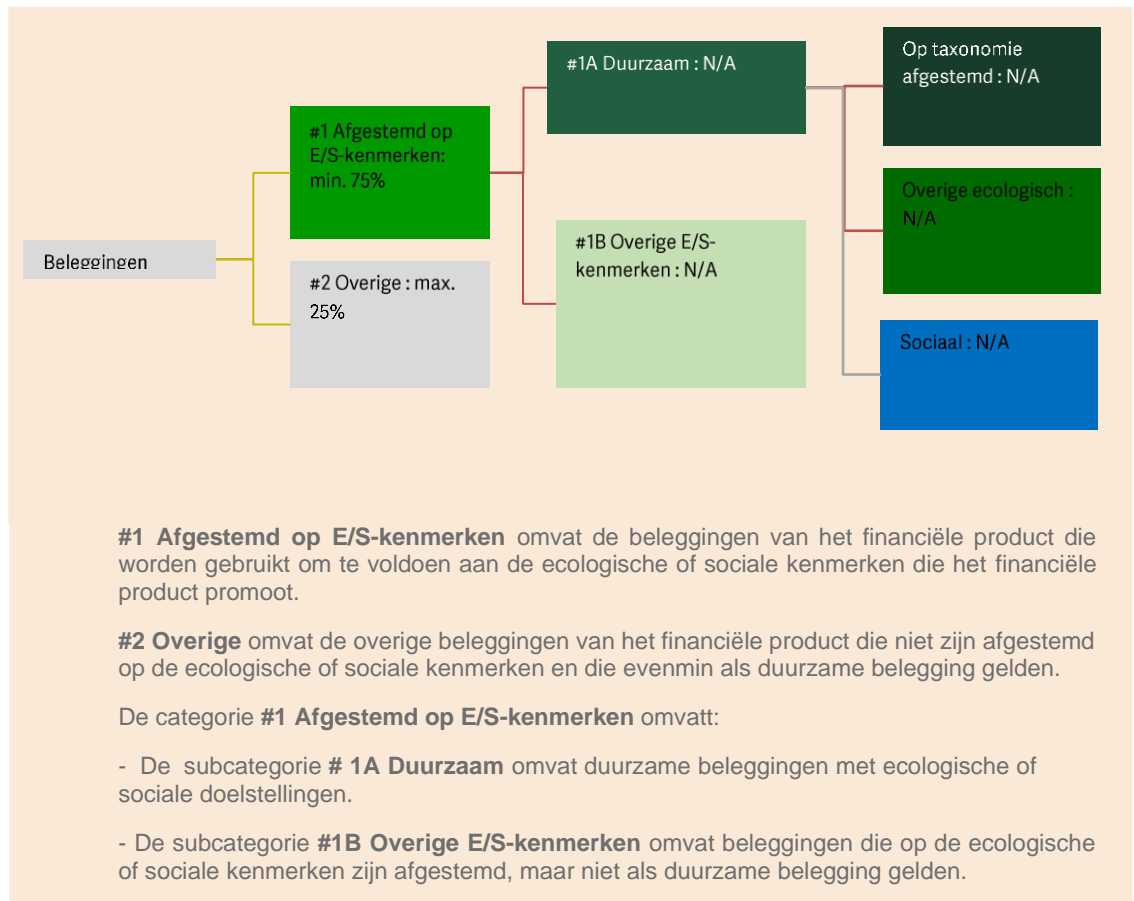 Beleggingen
#1 Afgestemd op
E/S-kenmerken:
min. 75%
#2 Overige : max.
25%
#1A Duurzaam : N/A
#1B Overige E/S-
kenmerken : N/A
Op taxonomie
afgestemd : N/A
Overige ecologisch :
N/A
Sociaal : N/A
#1 Afgestemd op E/S-kenmerken omvat de beleggingen van het financiële product die
worden gebruikt om te voldoen aan de ecologische of sociale kenmerken die het financiële
product promoot.
#2 Overige omvat de overige beleggingen van het financiële product die niet zijn afgestemd
op de ecologische of sociale kenmerken en die evenmin als duurzame belegging gelden.
De categorie #1 Afgestemd op E/S-kenmerken omvatt:
- De subcategorie # 1A Duurzaam omvat duurzame beleggingen met ecologische of
sociale doelstellingen.
- De subcategorie #1B Overige E/S-kenmerken omvat beleggingen die op de ecologische
of sociale kenmerken zijn afgestemd, maar niet als duurzame belegging gelden.